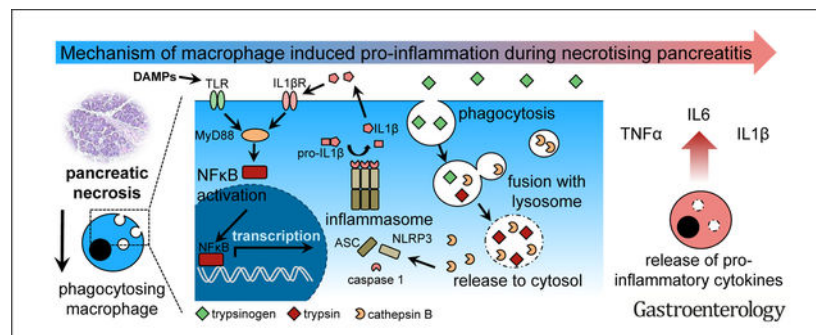 Mechanism of macrophage induced pro-inflammation during necrotising pancreatitis
DAMPs
TLR
IL1βR
MyD88
NFκB
activation
NFκB
transcription
pancreatic
necrosis
phagocytosing
macrophage
IL1β
pro-IL1β
inflammasome
ASC
NLRP3
caspase 1
phagocytosis
fusion with
lysosome
release to cytosol
trypsinogen
trypsin
cathepsin B
TNFα
IL6
IL1β
release of pro-
inflammatory cytokines
Gastroenterology